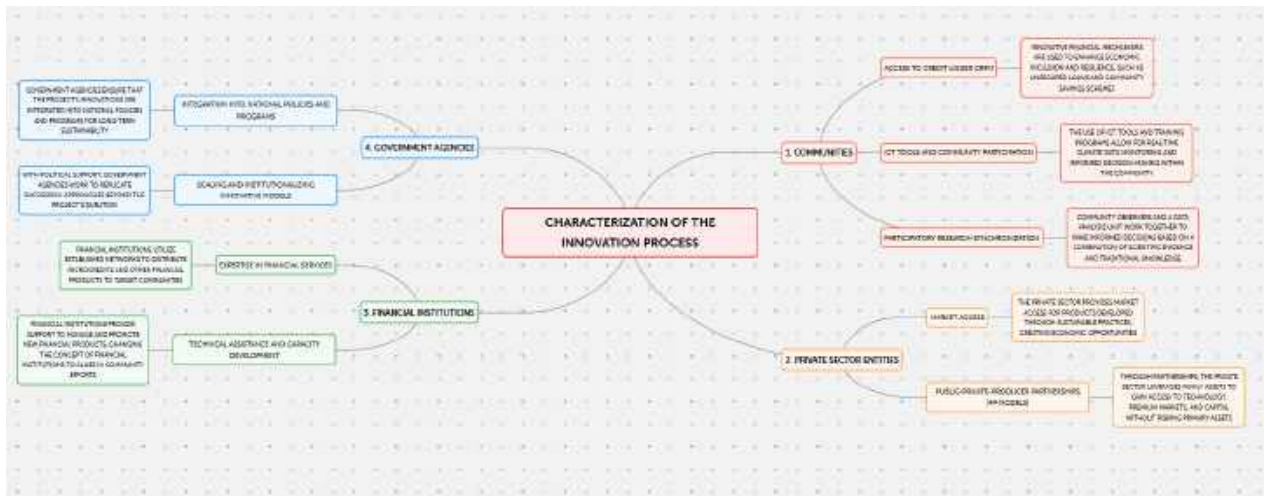 CHARACTERIZATION OF THE
INNOVATION PROCESS
1. COMMUNITIES
ACCESS TO CREDIT UNDER
INNOVATIVE FINANCIAL MECHANISMS
ARE USED TO ENHANCE ECONOMIC
INCLUSION AND RESILIENCE, SUCH AS
UNSECURED LOANS AND COMMUNITY
SAVINGS SCHEMES
ICT TOOLS AND COMMUNITY PARTICIPATION
THE USE OF ICT TOOLS AND TRAINING
PROGRAMS ALLOW FOR REAL-TIME
CLIMATE DATA MONITORING AND
INFORMED DECISION-MAKING WITHIN
THE COMMUNITY.
PARTICIPATORY RESEARCH SYNCHRONIZATION
COMMUNITY OBSERVERS AND A DATA
ANALYSIS UNIT WORK TOGETHER TO
MAKE INFORMED DECISIONS BASED ON A
COMBINATION OF SCIENTIFIC EVIDENCE
AND TRADITIONAL KNOWLEDGE.
2. PRIVATE SECTOR ENTITIES
MARKET ACCESS
THE PRIVATE SECTOR PROVIDES MARKET
ACCESS FOR PRODUCTS DEVELOPED
THROUGH SUSTAINABLE PRACTICES,
CREATING ECONOMIC OPPORTUNITIES
PUBLIC-PRIVATE-PRODUCER PARTNERSHIPS
(4P MODELS)
THROUGH PARTNERSHIPS, THE PRIVATE
SECTOR LEVERAGES FAMILY ASSETS TO
GAIN ACCESS TO TECHNOLOGY,
PREMIUM MARKETS, AND CAPITAL
WITHOUT RISKING PRIMARY ASSETS
3. FINANCIAL INSTITUTIONS
EXPERTISE IN FINANCIAL SERVICES
FINANCIAL INSTITUTIONS UTILIZE
ESTABLISHED NETWORKS TO DISTRIBUTE
MICROCREDITS AND OTHER FINANCIAL
PRODUCTS TO TARGET COMMUNITIES
TECHNICAL ASSISTANCE AND CAPACITY
DEVELOPMENT
FINANCIAL INSTITUTIONS PROVIDE
SUPPORT TO MANAGE AND PROMOTE
NEW FINANCIAL PRODUCTS, CHANGING
THE CONCEPT OF FINANCIAL
INSTITUTIONS TO COMMUNITY
EFFORTS
4. GOVERNMENT AGENCIES
INTEGRATION INTO NATIONAL POLICIES AND
PROGRAMS
GOVERNMENT AGENCIES ENSURE THAT
THE PROJECT'S INNOVATIONS ARE
INTEGRATED INTO NATIONAL POLICIES
AND PROGRAMS FOR LONG-TERM
SUSTAINABILITY
SCALING AND INSTITUTIONALIZING
INNOVATIVE MODELS
WITH POLITICAL SUPPORT, GOVERNMENT
AGENCIES WORK TO REPLICATE
SUCCESSFUL APPROACHES BEYOND THE
PROJECT'S DURATION